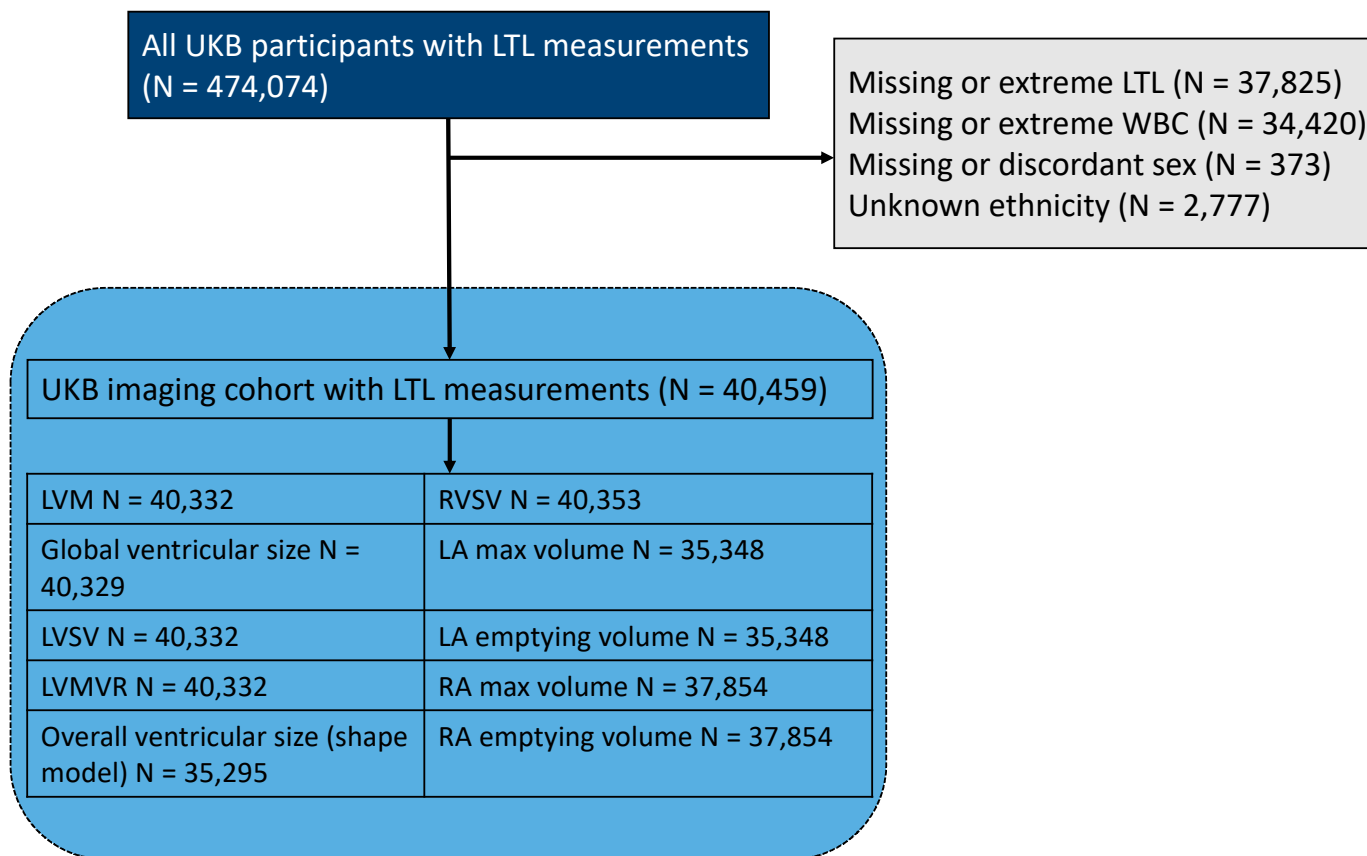 All UKB participants with LTL measurements
(N = 474,074)
Missing or extreme LTL (N = 37,825)
Missing or extreme WBC (N = 34,420)
Missing or discordant sex (N = 373)
Unknown ethnicity (N = 2,777)
UKB imaging cohort with LTL measurements (N = 40,459)
LVM N = 40,332
RVSV N = 40,353
Global ventricular size N =
40,329
LA max volume N = 35,348
LVSV N = 40,332
LA emptying volume N = 35,348
LVMVR N = 40,332
RA max volume N = 37,854
Overall ventricular size (shape
model) N = 35,295
RA emptying volume N = 37,854